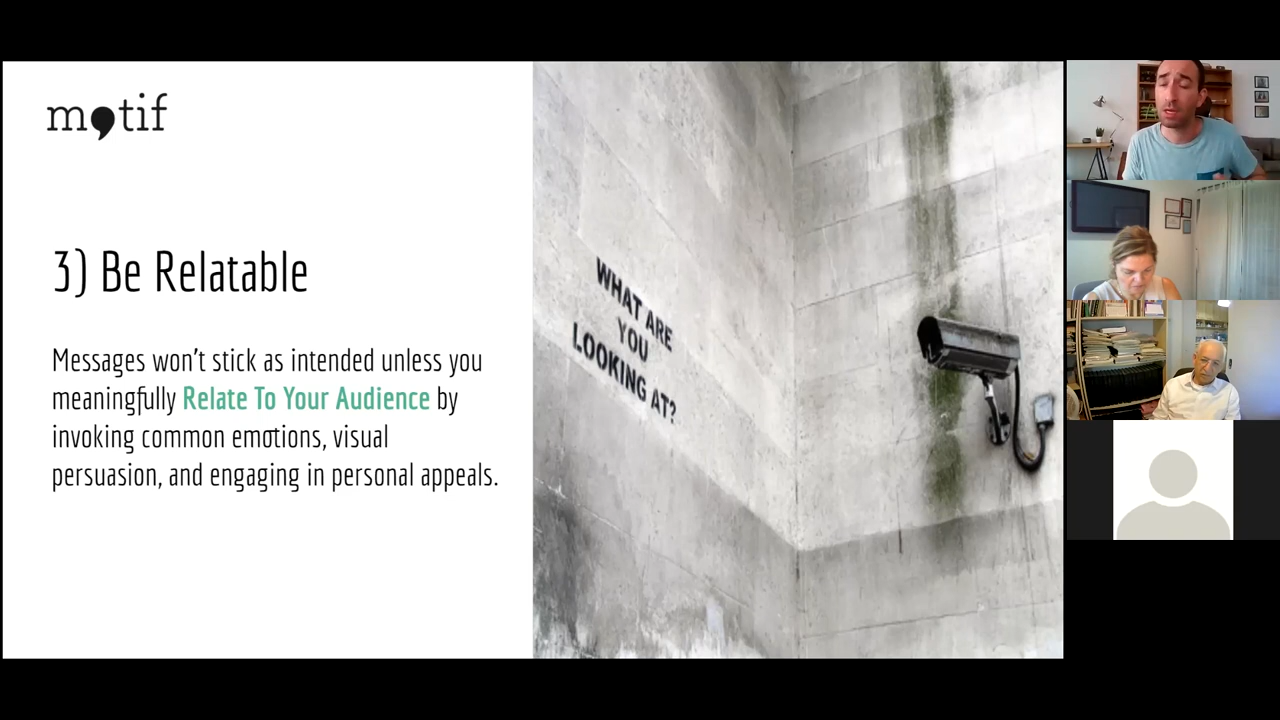 motif
3) Be Relatable
Messages won't stick as intended unless you
meaningfully Relate To Your Audience by
invoking common emotions, visual
persuasion, and engaging in personal appeals.
WHAT ARE
YOU
LOOKING AT?